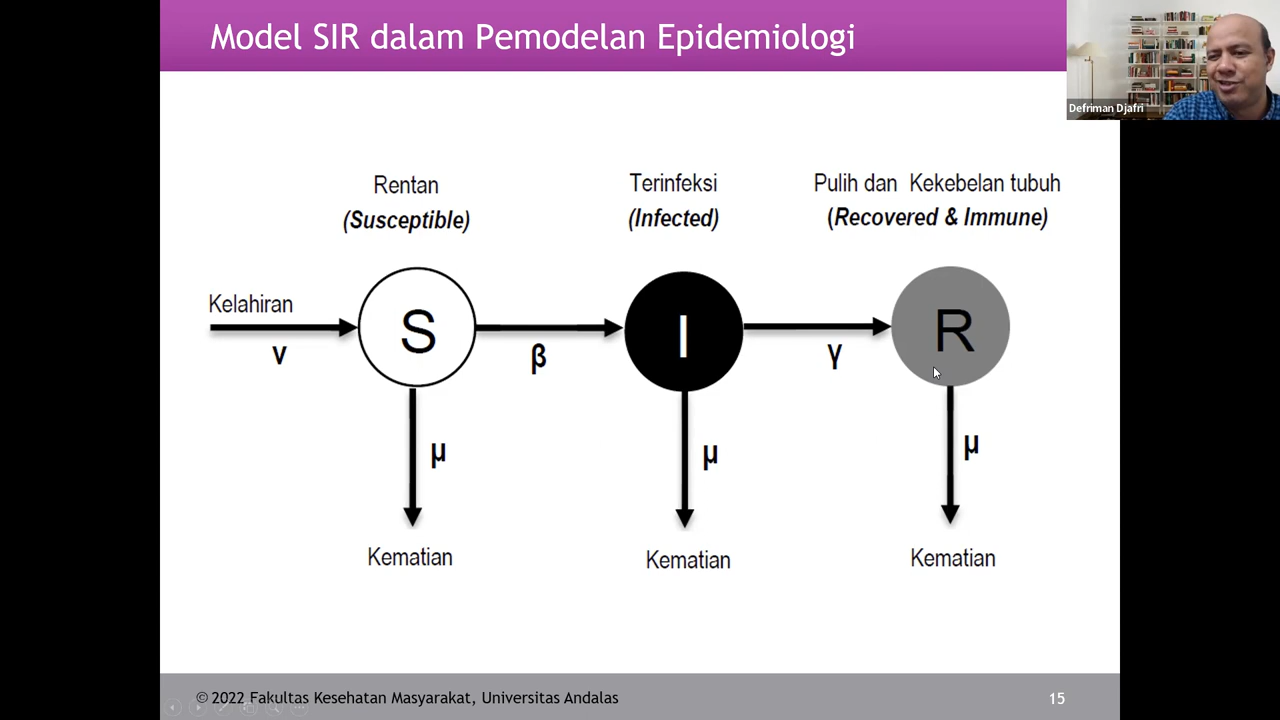 Model SIR dalam Pemodelan Epidemiologi
Defriman Djafri
Rentan
(Susceptible)
Terinfeksi
(Infected)
Pulih dan Kekebelan tubuh
(Recovered & Immune)
Kelahiran
ν
S
β
I
γ
R
μ
μ
μ
Kematian
Kematian
Kematian
© 2022 Fakultas Kesehatan Masyarakat, Universitas Andalas
15